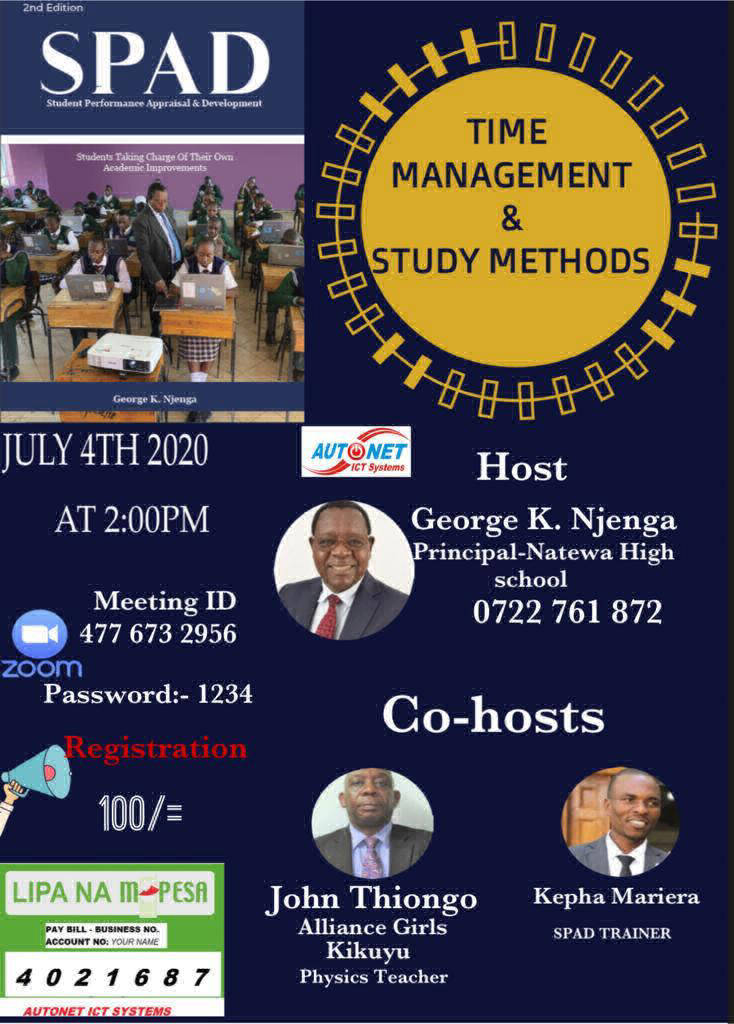 2nd Edition
SPAD
Student Performance Appraisal & Development
Students Taking Charge Of Their Own
Academic Improvements
George K. Njenga
TIME
MANAGEMENT
&
STUDY METHODS
JULY 4TH 2020
AT 2:00PM
AUTONET
ICT Systems
Host
George K. Njenga
Principal-Natewa High
school
0722 761 872
Meeting ID
477 673 2956
zoom
Password:- 1234
Registration
100/=
Co-hosts
John Thiongo
Alliance Girls
Kikuyu
Physics Teacher
Kepha Mariera
SPAD TRAINER
LIPA NA M-PESA
PAY BILL - BUSINESS NO.
ACCOUNT NO: YOUR NAME
4021687
AUTONET ICT SYSTEMS